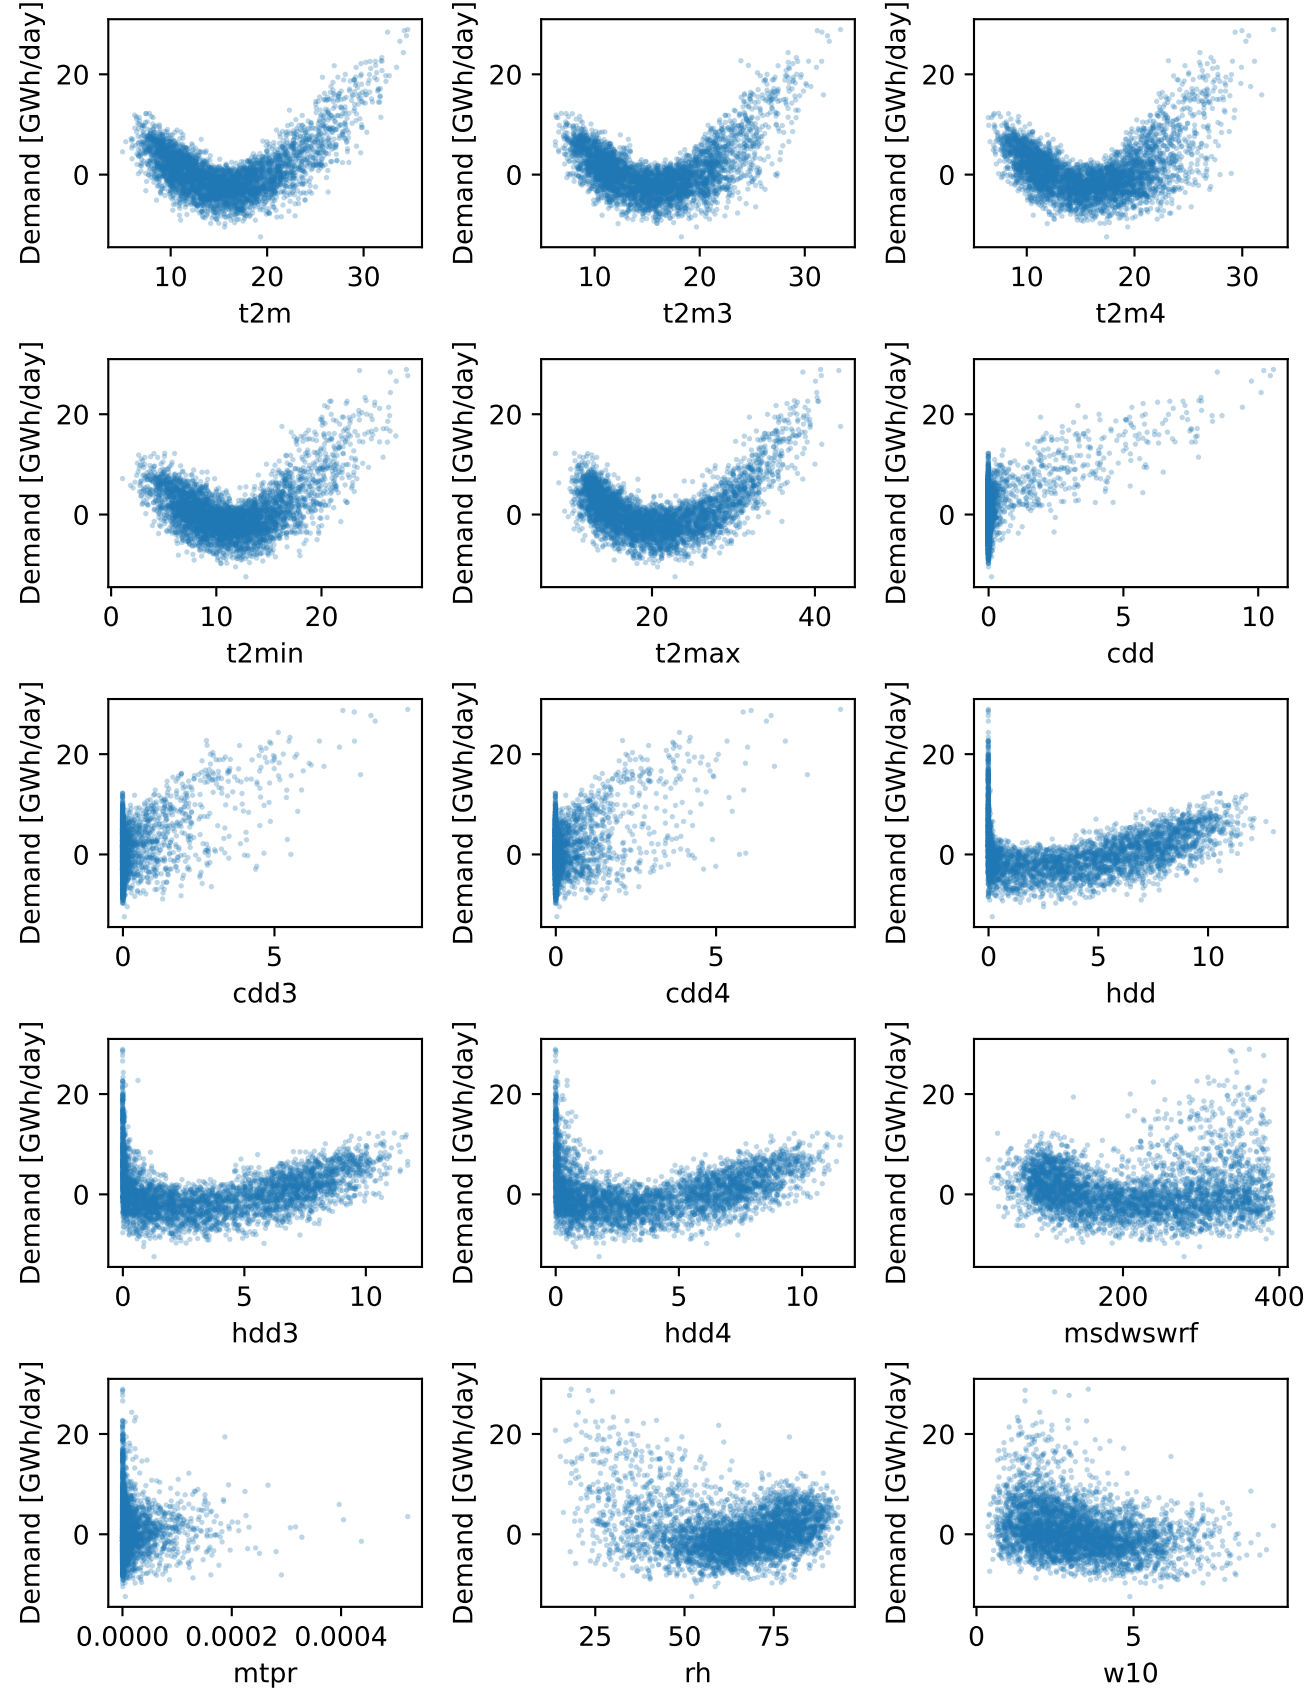 Demand [GWh/day]
20
0
10 20 30
t2m
Demand [GWh/day]
20
0
10 20 30
t2m3
Demand [GWh/day]
20
0
10 20 30
t2m4
Demand [GWh/day]
20
0
0 10 20
t2min
Demand [GWh/day]
20
0
20 40
t2max
Demand [GWh/day]
20
0
0 5 10
cdd
Demand [GWh/day]
20
0
0 5
cdd3
Demand [GWh/day]
20
0
0 5
cdd4
Demand [GWh/day]
20
0
0 5 10
hdd
Demand [GWh/day]
20
0
0 5 10
hdd3
Demand [GWh/day]
20
0
0 5 10
hdd4
Demand [GWh/day]
20
0
200 400
msdwswrf
Demand [GWh/day]
20
0
0.0000 0.0002 0.0004
mtpr
Demand [GWh/day]
20
0
25 50 75
rh
Demand [GWh/day]
20
0
0 5
w10